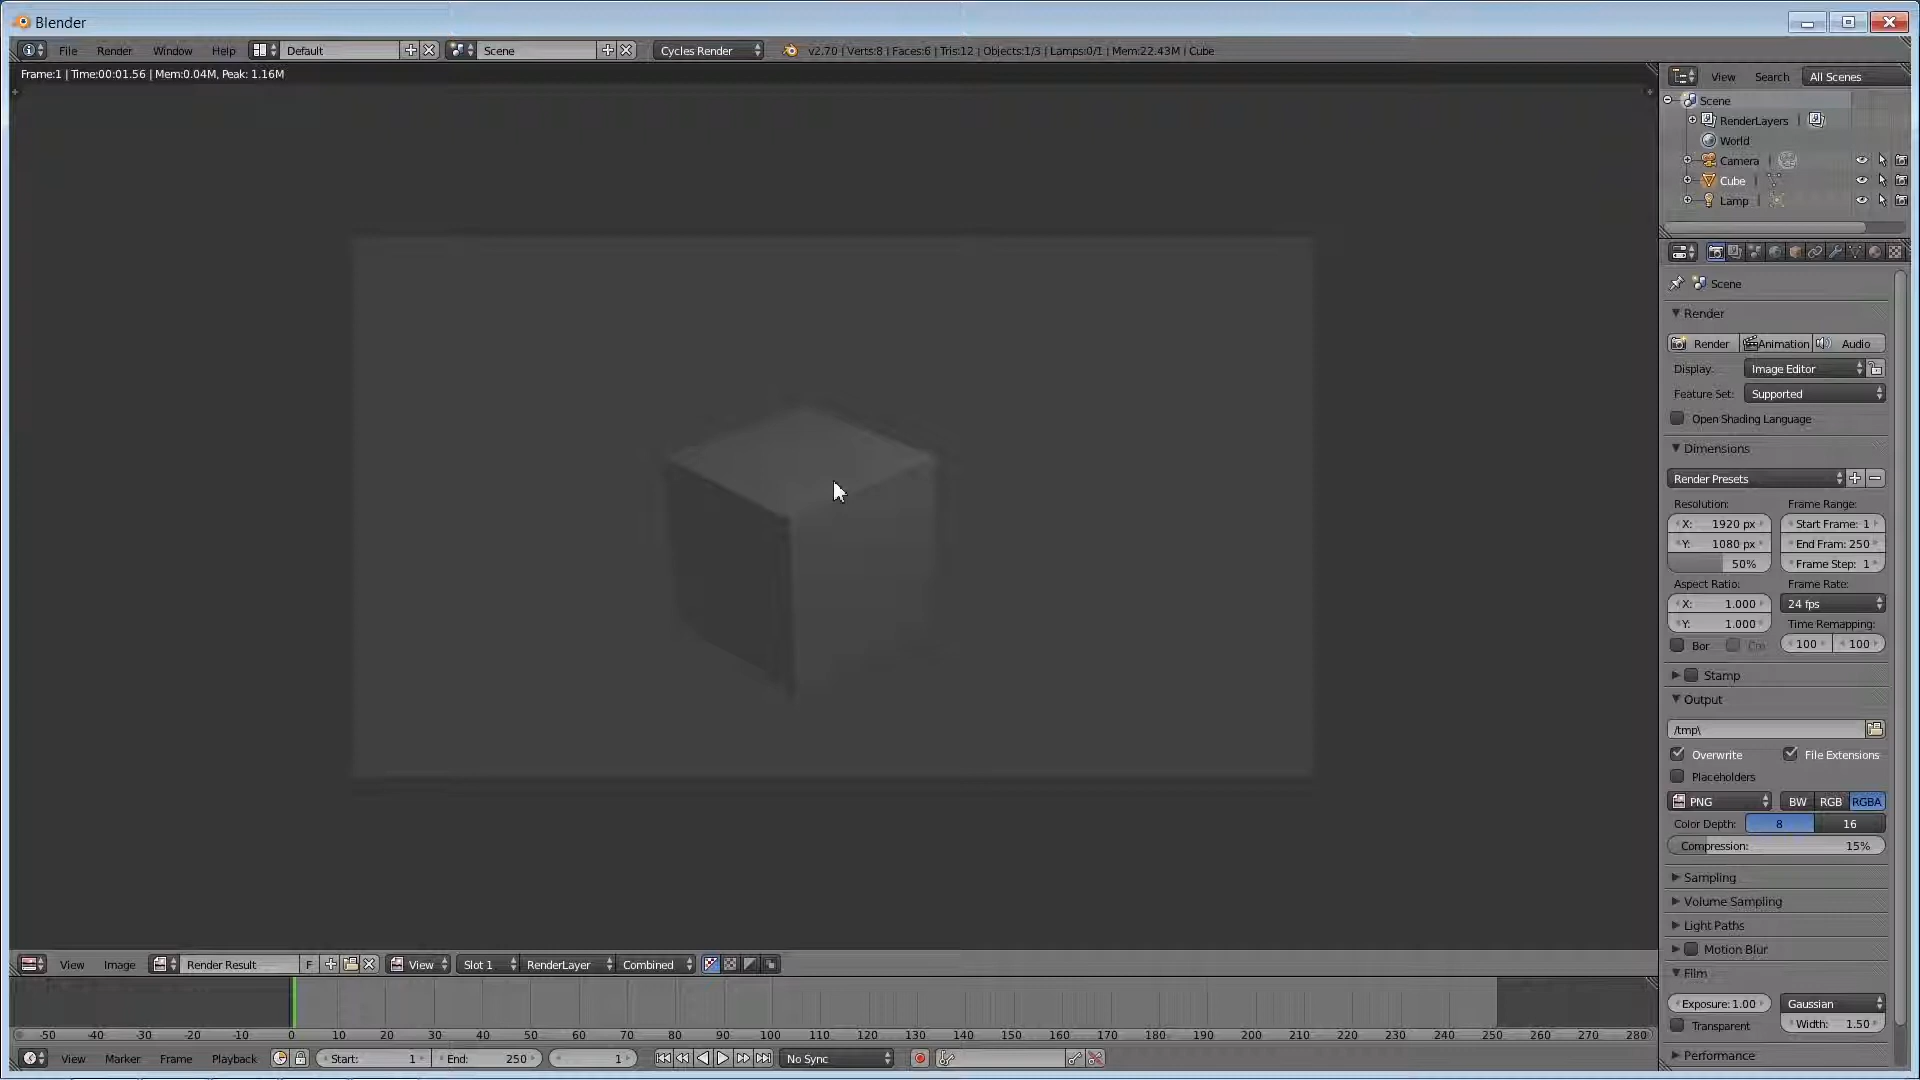 Blender
File Render Window Help Default Scene Cycles Render v2.70 | Verts:8 | Faces:6 | Tris:12 | Objects:1/3 | Lamps:0/1 | Mem:22.43M | Cube
Frame:1 | Time:00:01.56 | Mem:0.04M, Peak: 1.16M
View Search All Scenes
Scene
RenderLayers
World
Camera
Cube
Lamp
Scene
Render
Render Animation Audio
Display: Image Editor
Feature Set: Supported
Open Shading Language
Dimensions
Render Presets
Resolution: Frame Range:
X: 1920 px Start Frame: 1
Y: 1080 px End Fram: 250
50% Frame Step: 1
Aspect Ratio: Frame Rate:
X: 1.000 24 fps
Y: 1.000 Time Remapping:
Bor 100 100
Stamp
Output
/tmp\
Overwrite File Extensions
Placeholders
PNG BW RGB RGBA
Color Depth: 8 16
Compression: 15%
Sampling
Volume Sampling
Light Paths
Motion Blur
Film
Exposure: 1.00 Gaussian
Transparent Width: 1.50
Performance
View Image Render Result F View Slot 1 RenderLayer Combined
-50 -40 -30 -20 -10 0 10 20 30 40 50 60 70 80 90 100 110 120 130 140 150 160 170 180 190 200 210 220 230 240 250 260 270 280
View Marker Frame Playback Start: 1 End: 250 1 No Sync